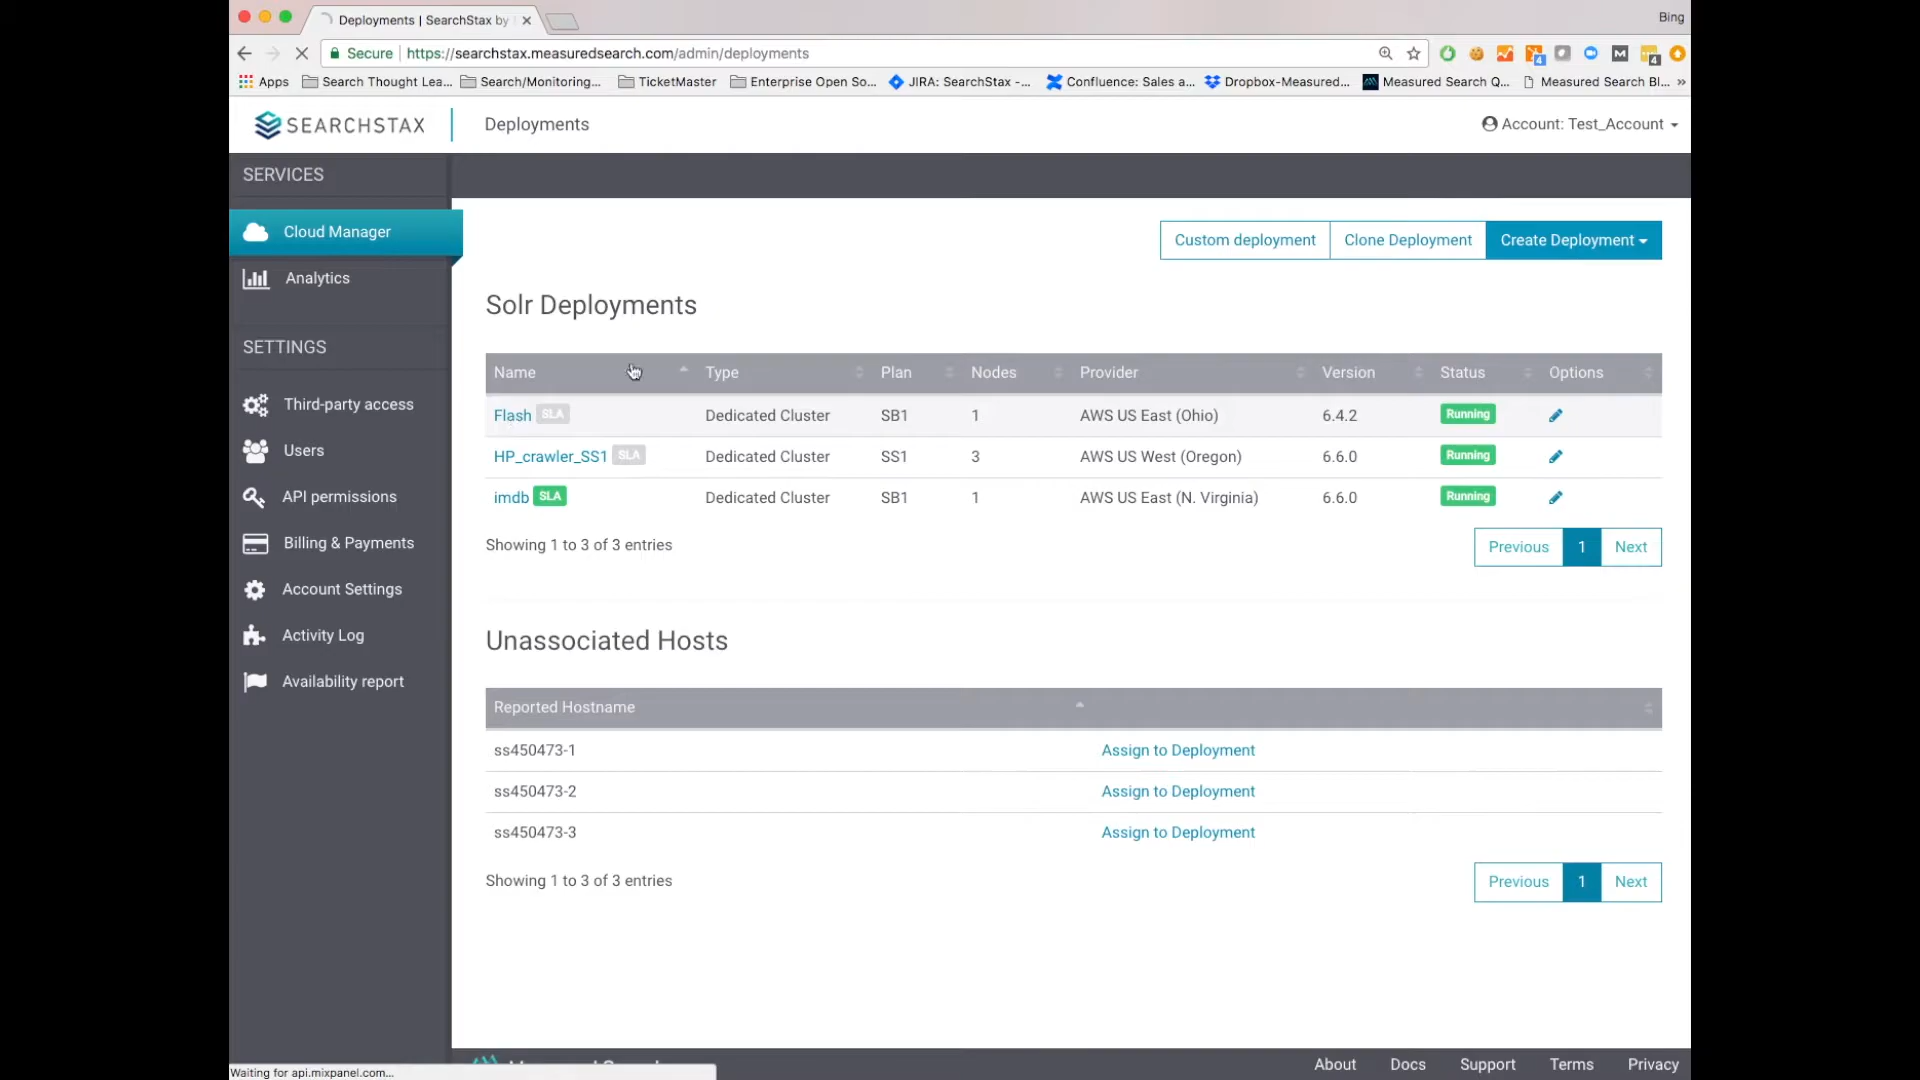 Deployments | SearchStax by
Bing
Secure | https://searchstax.measuredsearch.com/admin/deployments
Apps Search Thought Lea... Search/Monitoring... TicketMaster Enterprise Open So... JIRA: SearchStax -... Confluence: Sales a... Dropbox-Measured... Measured Search Q... Measured Search Bl... »
SEARCHSTAX Deployments Account: Test_Account
SERVICES
Cloud Manager
Analytics
SETTINGS
Third-party access
Users
API permissions
Billing & Payments
Account Settings
Activity Log
Availability report
Custom deployment Clone Deployment Create Deployment
Solr Deployments
Name Type Plan Nodes Provider Version Status Options
Flash SLA Dedicated Cluster SB1 1 AWS US East (Ohio) 6.4.2 Running
HP_crawler_SS1 SLA Dedicated Cluster SS1 3 AWS US West (Oregon) 6.6.0 Running
imdb SLA Dedicated Cluster SB1 1 AWS US East (N. Virginia) 6.6.0 Running
Showing 1 to 3 of 3 entries Previous 1 Next
Unassociated Hosts
Reported Hostname
ss450473-1 Assign to Deployment
ss450473-2 Assign to Deployment
ss450473-3 Assign to Deployment
Showing 1 to 3 of 3 entries Previous 1 Next
About Docs Support Terms Privacy
Waiting for api.mixpanel.com...